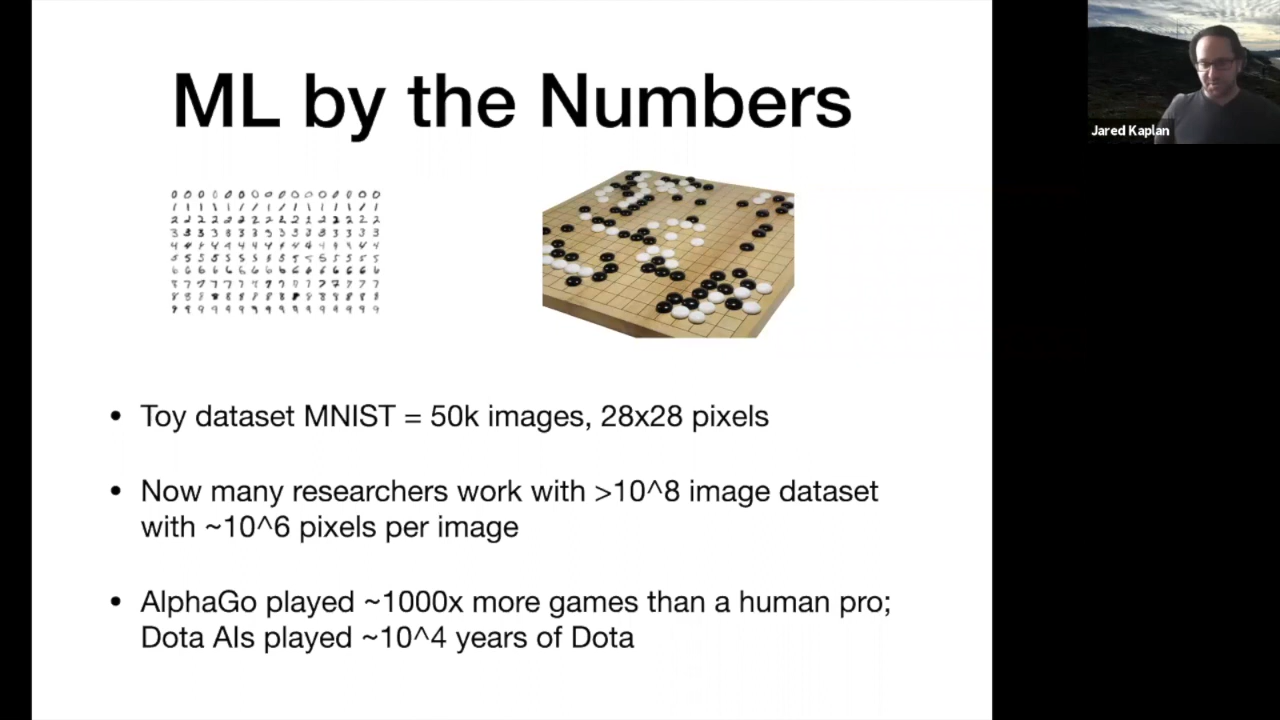 ML by the Numbers
Jared Kaplan
• Toy dataset MNIST = 50k images, 28x28 pixels
• Now many researchers work with >10^8 image dataset
with ~10^6 pixels per image
• AlphaGo played ~1000x more games than a human pro;
Dota AIs played ~10^4 years of Dota